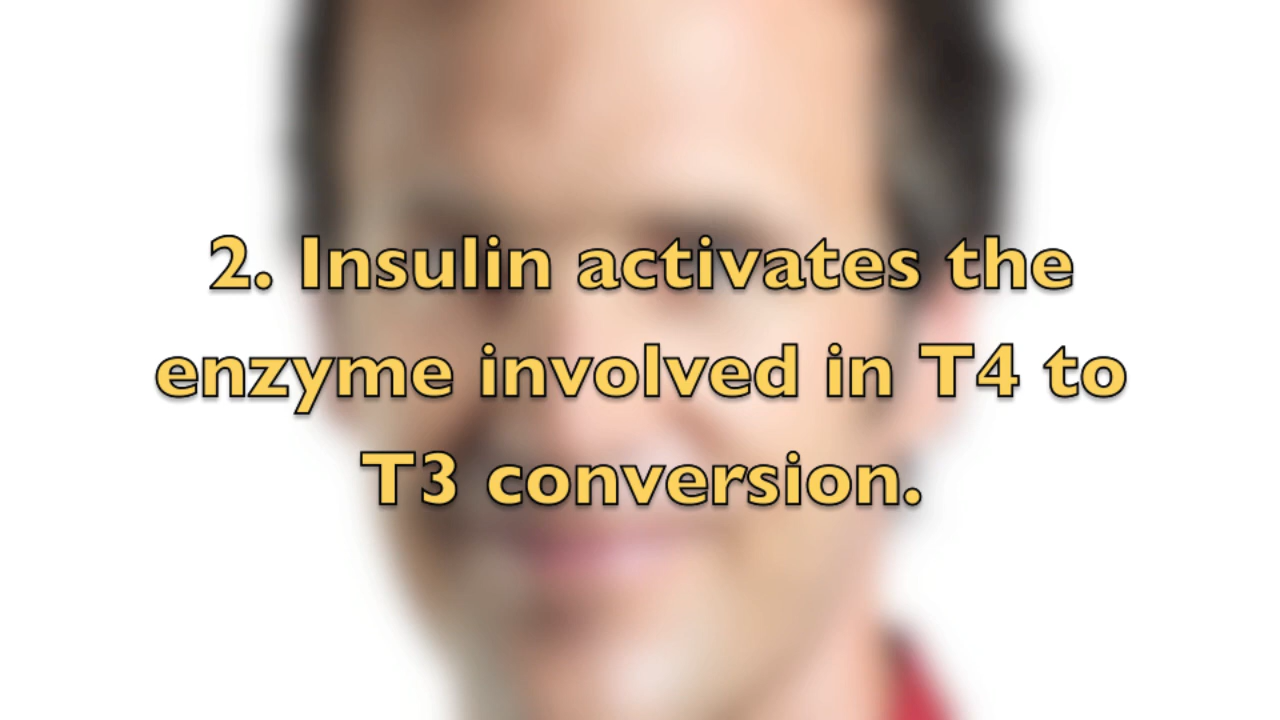 2. Insulin activates the
enzyme involved in T4 to
T3 conversion.